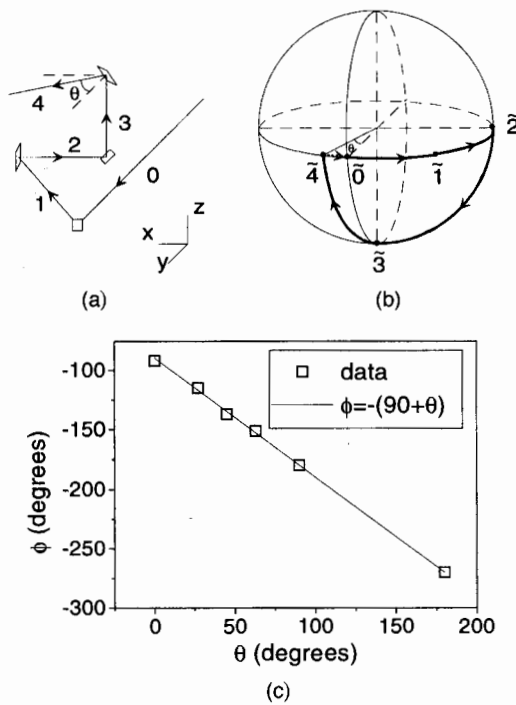 (a)
4
θ
3
2
1
0
x
y
z
(b)
2̃
4̃
θ
0̃
1̃
3̃
-100
-150
-200
-250
-300
0
50
100
150
200
φ (degrees)
θ (degrees)
data
φ=-(90+θ)
(a)
(b)
(c)